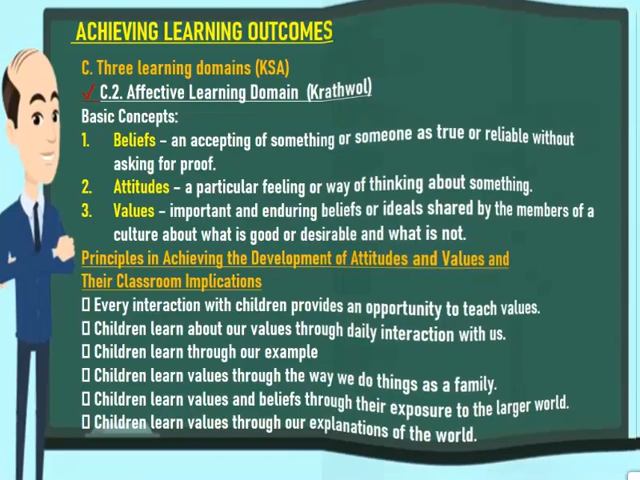 ACHIEVING LEARNING OUTCOMES
C. Three learning domains (KSA)
✓ C.2. Affective Learning Domain (Krathwol)
Basic Concepts:
1. Beliefs – an accepting of something or someone as true or reliable without
asking for proof.
2. Attitudes – a particular feeling or way of thinking about something.
3. Values – important and enduring beliefs or ideals shared by the members of a
culture about what is good or desirable and what is not.
Principles in Achieving the Development of Attitudes and Values and
Their Classroom Implications
▯ Every interaction with children provides an opportunity to teach values.
▯ Children learn about our values through daily interaction with us.
▯ Children learn through our example
▯ Children learn values through the way we do things as a family.
▯ Children learn values and beliefs through their exposure to the larger world.
▯ Children learn values through our explanations of the world.